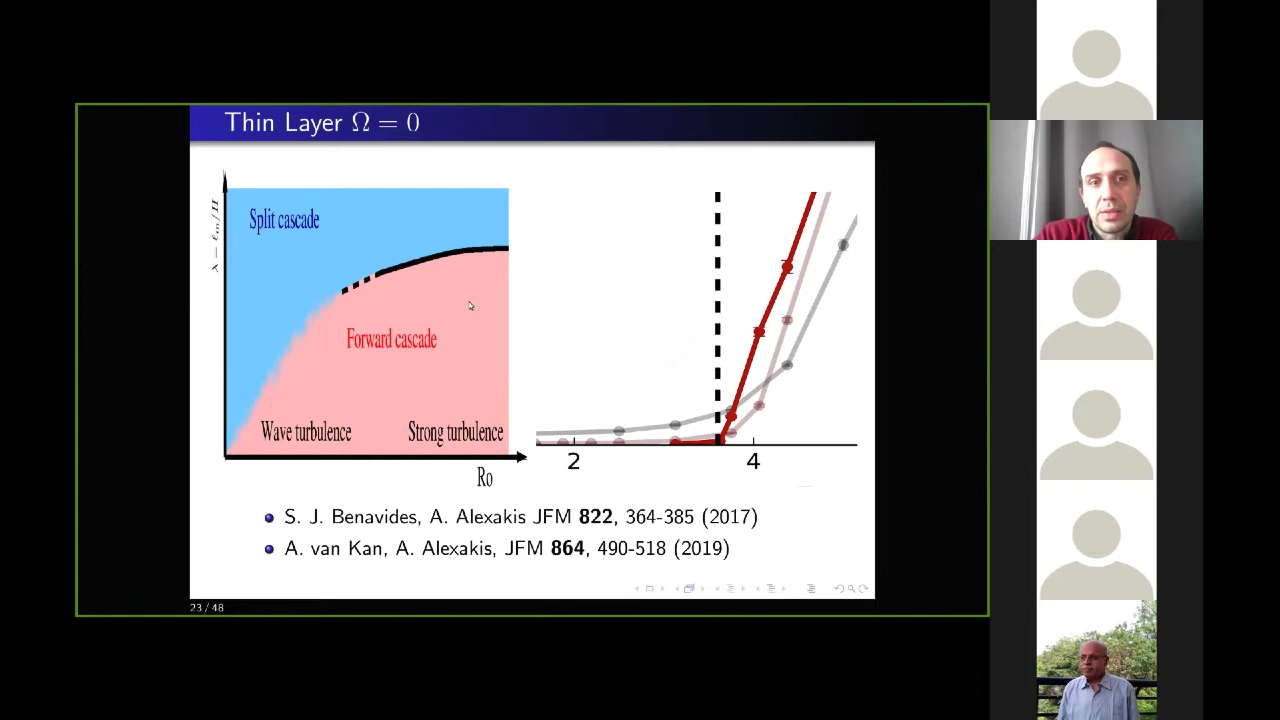 Thin Layer Ω = 0
λ = ℓin/H
Split cascade
Forward cascade
Wave turbulence
Strong turbulence
Ro
2
4
S. J. Benavides, A. Alexakis JFM 822, 364-385 (2017)
A. van Kan, A. Alexakis, JFM 864, 490-518 (2019)
23 / 48